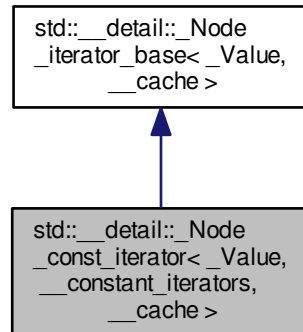 std::__detail::_Node
_iterator_base< _Value,
__cache >
std::__detail::_Node
_const_iterator< _Value,
__constant_iterators,
__cache >